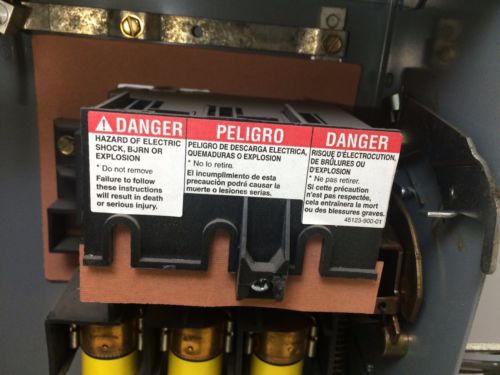 DANGER
HAZARD OF ELECTRIC
SHOCK, BJRN OR
EXPLOSION
* Do not remove
Failure to follow
these instructions
will result in death
or serious injury.
PELIGRO
PELIGRO DE DESCARGA ELECTRICA,
QUEMADURAS O EXPLOSION
* No lo retire.
El incumplimiento de esta
precaución podrá causar la
muerte o lesiones serias.
DANGER
RISQUE D'ÉLECTROCUTION,
DE BRÛLURES OU
D'EXPLOSION
* Ne pas retirer.
Si cette précaution
n'est pas respectée,
cela entraînera la mort
ou des blessures graves.
45123-900-01